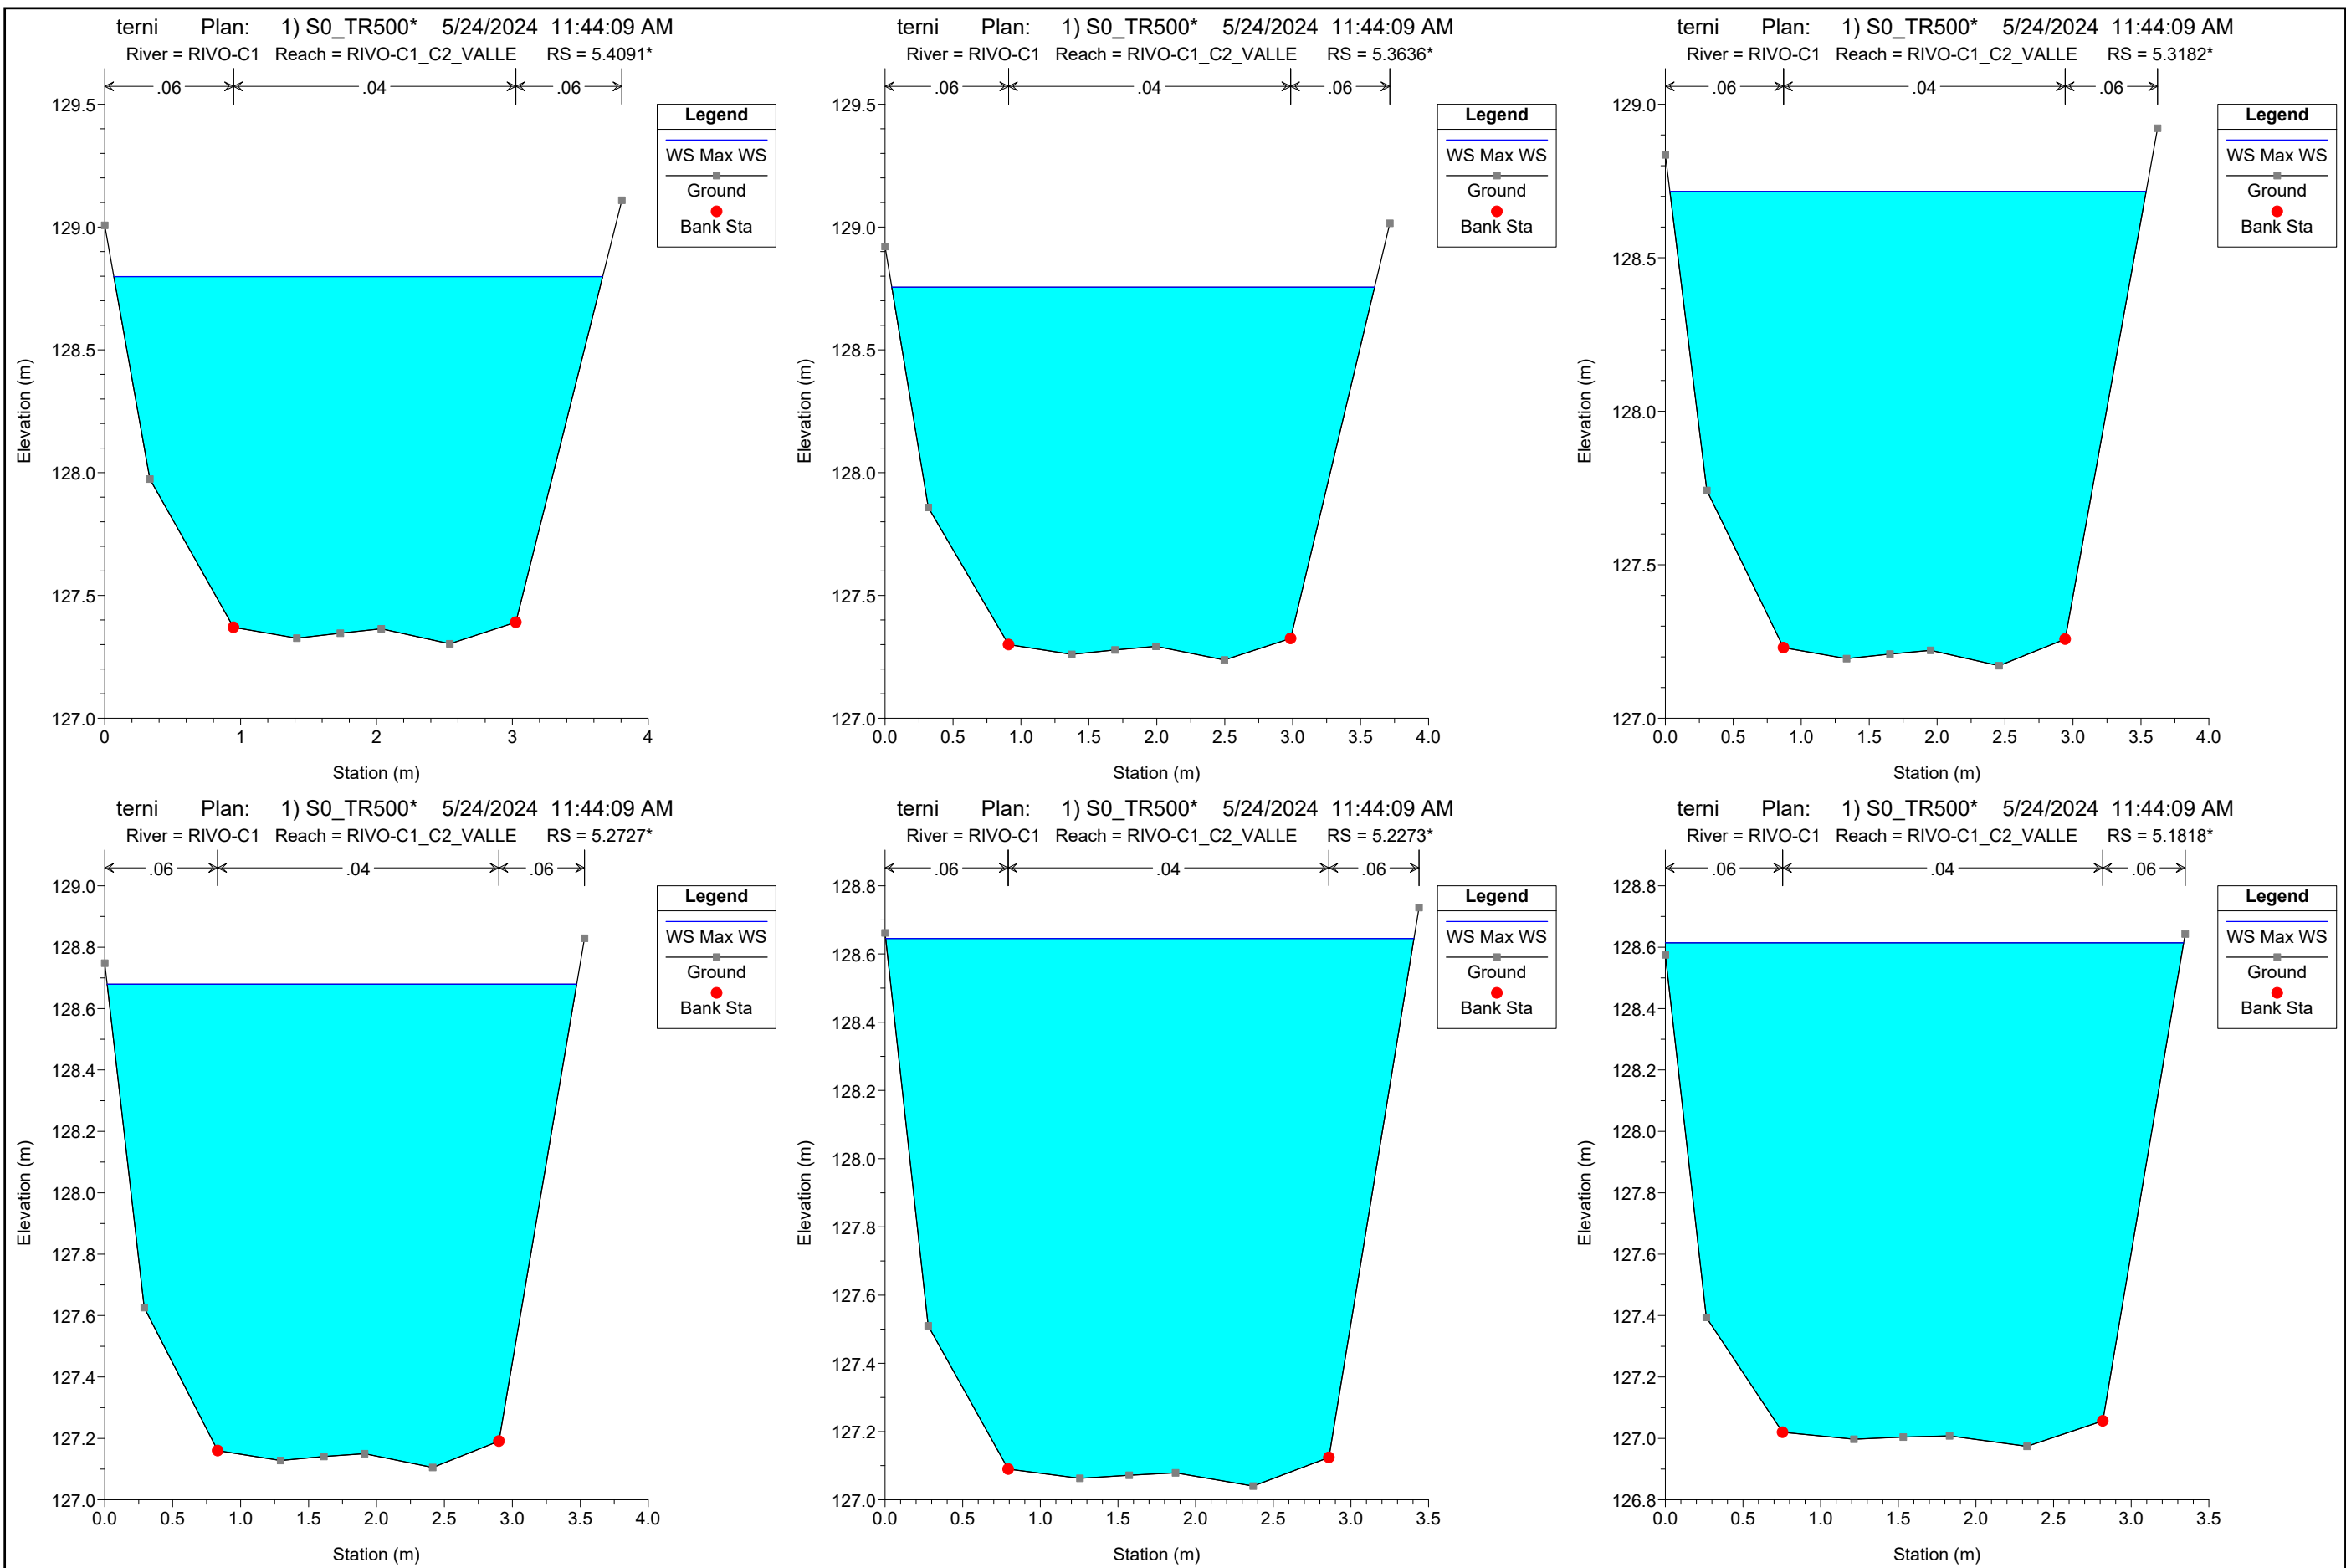 terni Plan: 1) S0_TR500* 5/24/2024 11:44:09 AM
River = RIVO-C1 Reach = RIVO-C1_C2_VALLE RS = 5.4091*
.06 .04 .06
Legend
WS Max WS
Ground
Bank Sta
129.5
129.0
128.5
128.0
127.5
127.0
Elevation (m)
0 1 2 3 4
Station (m)
terni Plan: 1) S0_TR500* 5/24/2024 11:44:09 AM
River = RIVO-C1 Reach = RIVO-C1_C2_VALLE RS = 5.3636*
.06 .04 .06
Legend
WS Max WS
Ground
Bank Sta
129.5
129.0
128.5
128.0
127.5
127.0
Elevation (m)
0.0 0.5 1.0 1.5 2.0 2.5 3.0 3.5 4.0
Station (m)
terni Plan: 1) S0_TR500* 5/24/2024 11:44:09 AM
River = RIVO-C1 Reach = RIVO-C1_C2_VALLE RS = 5.3182*
.06 .04 .06
Legend
WS Max WS
Ground
Bank Sta
129.0
128.5
128.0
127.5
127.0
Elevation (m)
0.0 0.5 1.0 1.5 2.0 2.5 3.0 3.5 4.0
Station (m)
terni Plan: 1) S0_TR500* 5/24/2024 11:44:09 AM
River = RIVO-C1 Reach = RIVO-C1_C2_VALLE RS = 5.2727*
.06 .04 .06
Legend
WS Max WS
Ground
Bank Sta
129.0
128.8
128.6
128.4
128.2
128.0
127.8
127.6
127.4
127.2
127.0
Elevation (m)
0.0 0.5 1.0 1.5 2.0 2.5 3.0 3.5 4.0
Station (m)
terni Plan: 1) S0_TR500* 5/24/2024 11:44:09 AM
River = RIVO-C1 Reach = RIVO-C1_C2_VALLE RS = 5.2273*
.06 .04 .06
Legend
WS Max WS
Ground
Bank Sta
128.8
128.6
128.4
128.2
128.0
127.8
127.6
127.4
127.2
127.0
Elevation (m)
0.0 0.5 1.0 1.5 2.0 2.5 3.0 3.5
Station (m)
terni Plan: 1) S0_TR500* 5/24/2024 11:44:09 AM
River = RIVO-C1 Reach = RIVO-C1_C2_VALLE RS = 5.1818*
.06 .04 .06
Legend
WS Max WS
Ground
Bank Sta
128.8
128.6
128.4
128.2
128.0
127.8
127.6
127.4
127.2
127.0
126.8
Elevation (m)
0.0 0.5 1.0 1.5 2.0 2.5 3.0 3.5
Station (m)